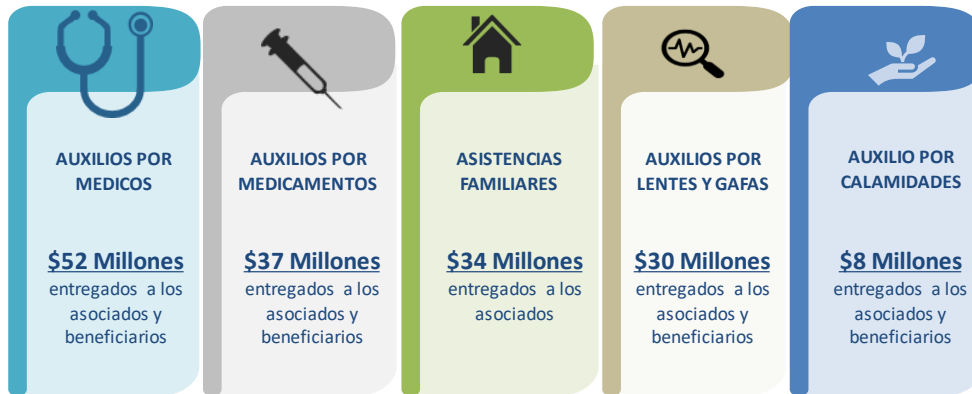 AUXILIOS POR
MEDICOS
$52 Millones
entregados a los
asociados y
beneficiarios
AUXILIOS POR
MEDICAMENTOS
$37 Millones
entregados a los
asociados y
beneficiarios
ASISTENCIAS
FAMILIARES
$34 Millones
entregados a los
asociados
AUXILIOS POR
LENTES Y GAFAS
$30 Millones
entregados a los
asociados y
beneficiarios
AUXILIO POR
CALAMIDADES
$8 Millones
entregados a los
asociados y
beneficiarios